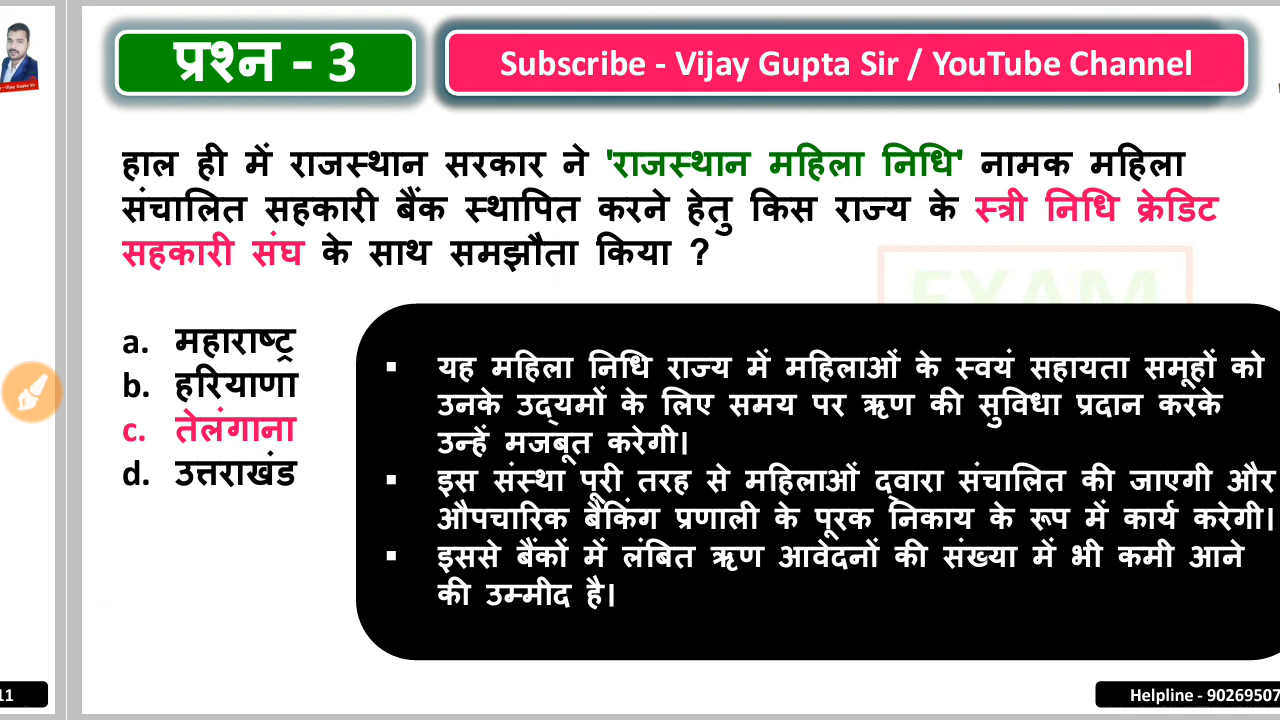 प्रश्न - 3
Subscribe - Vijay Gupta Sir / YouTube Channel
हाल ही में राजस्थान सरकार ने 'राजस्थान महिला निधि' नामक महिला
संचालित सहकारी बैंक स्थापित करने हेतु किस राज्य के स्त्री निधि क्रेडिट
सहकारी संघ के साथ समझौता किया ?
EXAM
a. महाराष्ट्र
b. हरियाणा
c. तेलंगाना
d. उत्तराखंड
▪ यह महिला निधि राज्य में महिलाओं के स्वयं सहायता समूहों को
उनके उद्यमों के लिए समय पर ऋण की सुविधा प्रदान करके
उन्हें मजबूत करेगी।
▪ इस संस्था पूरी तरह से महिलाओं द्वारा संचालित की जाएगी और
औपचारिक बैंकिंग प्रणाली के पूरक निकाय के रूप में कार्य करेगी।
▪ इससे बैंकों में लंबित ऋण आवेदनों की संख्या में भी कमी आने
की उम्मीद है।
11
Helpline - 90269507